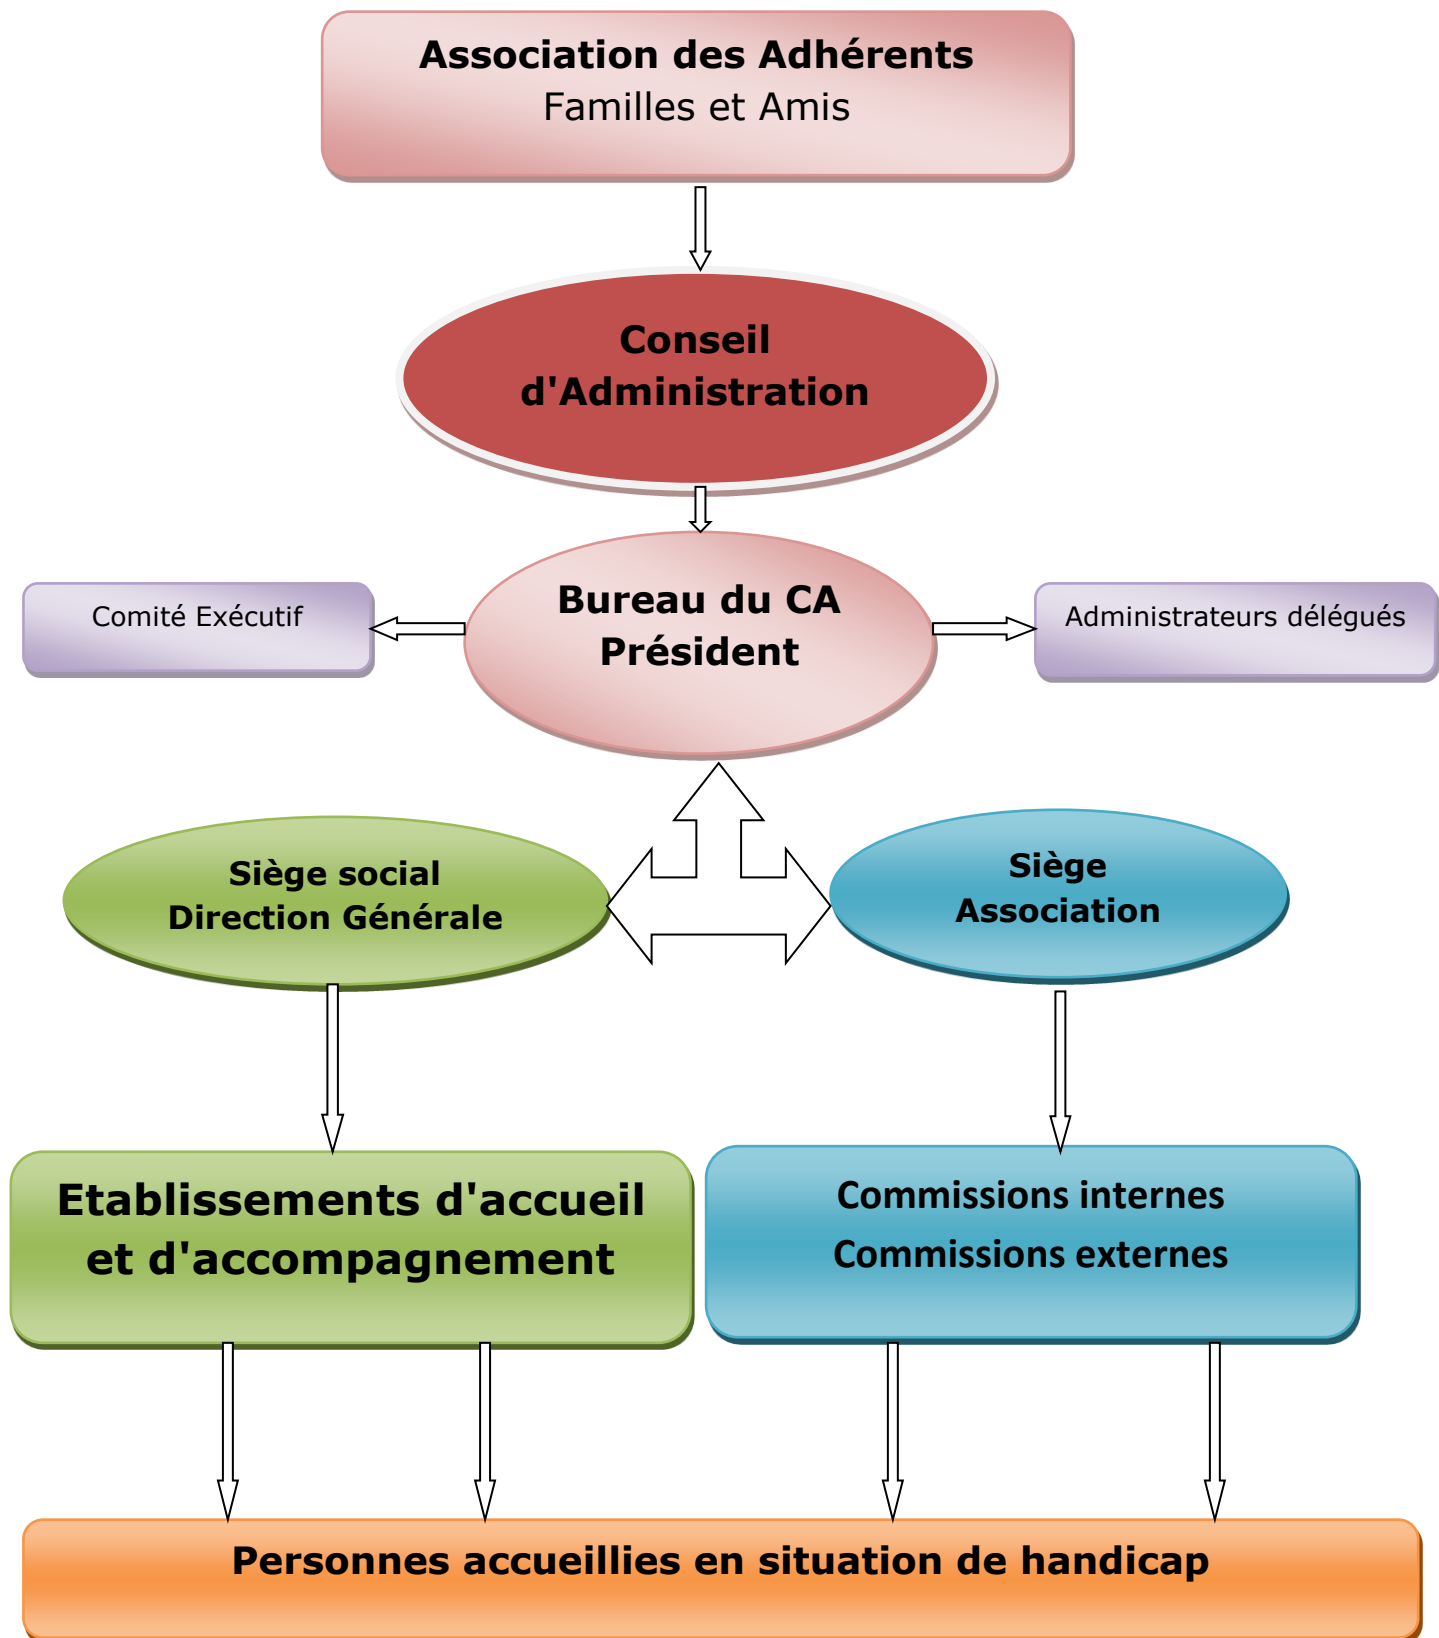 Association des Adhérents
Familles et Amis
Conseil
d'Administration
Bureau du CA
Président
Comité Exécutif
Administrateurs délégués
Siège social
Direction Générale
Siège
Association
Etablissements d'accueil
et d'accompagnement
Commissions internes
Commissions externes
Personnes accueillies en situation de handicap